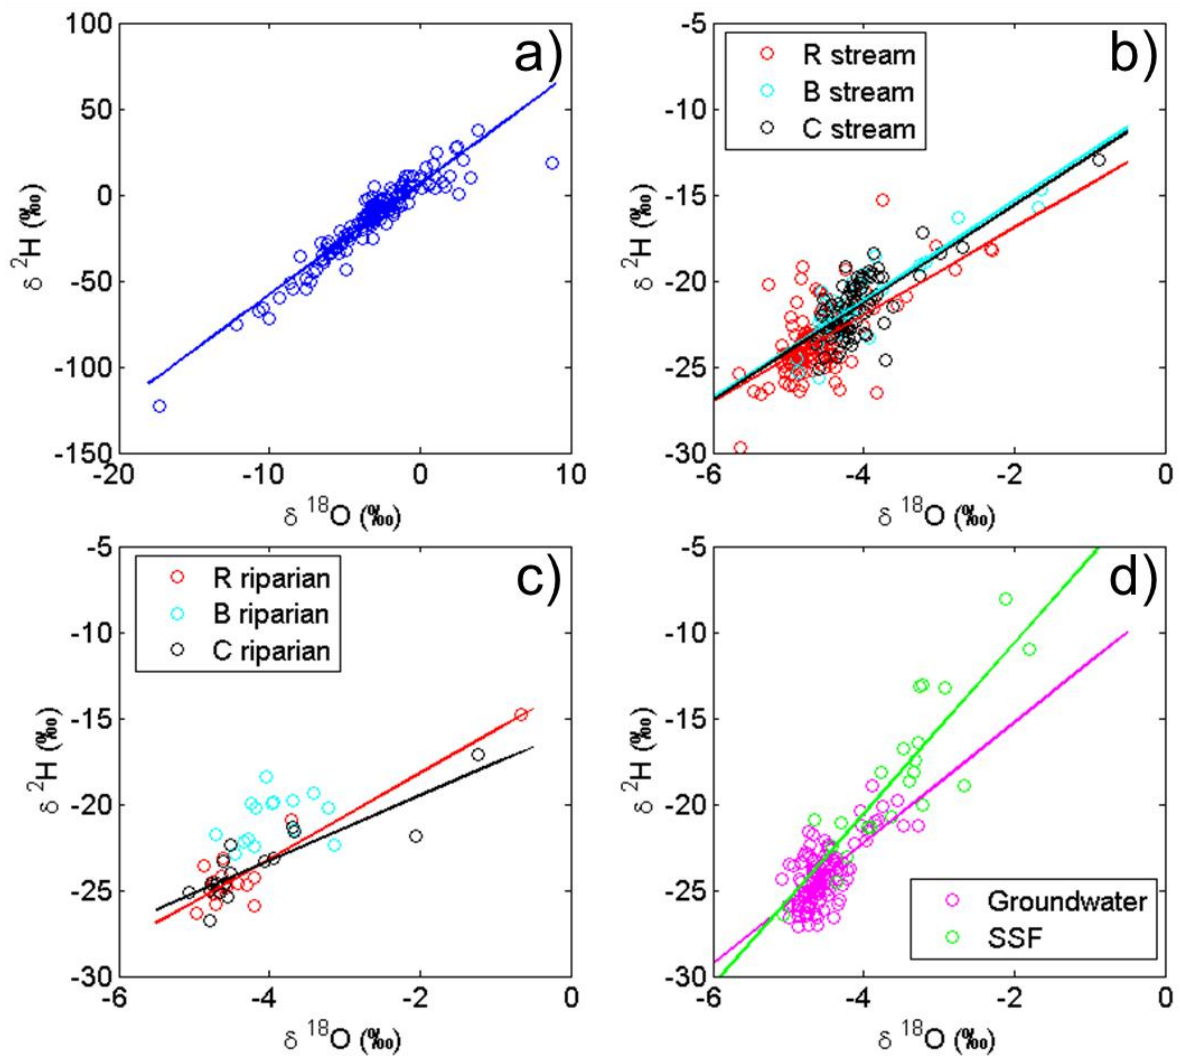 a)
100
50
0
-50
-100
-150
-20
-10
0
10
δ ²H (‰)
δ ¹⁸O (‰)
b)
R stream
B stream
C stream
-5
-10
-15
-20
-25
-30
-6
-4
-2
0
δ ²H (‰)
δ ¹⁸O (‰)
c)
R riparian
B riparian
C riparian
-5
-10
-15
-20
-25
-30
-6
-4
-2
0
δ ²H (‰)
δ ¹⁸O (‰)
d)
-5
-10
-15
-20
-25
-30
Groundwater
SSF
-6
-4
-2
0
δ ²H (‰)
δ ¹⁸O (‰)